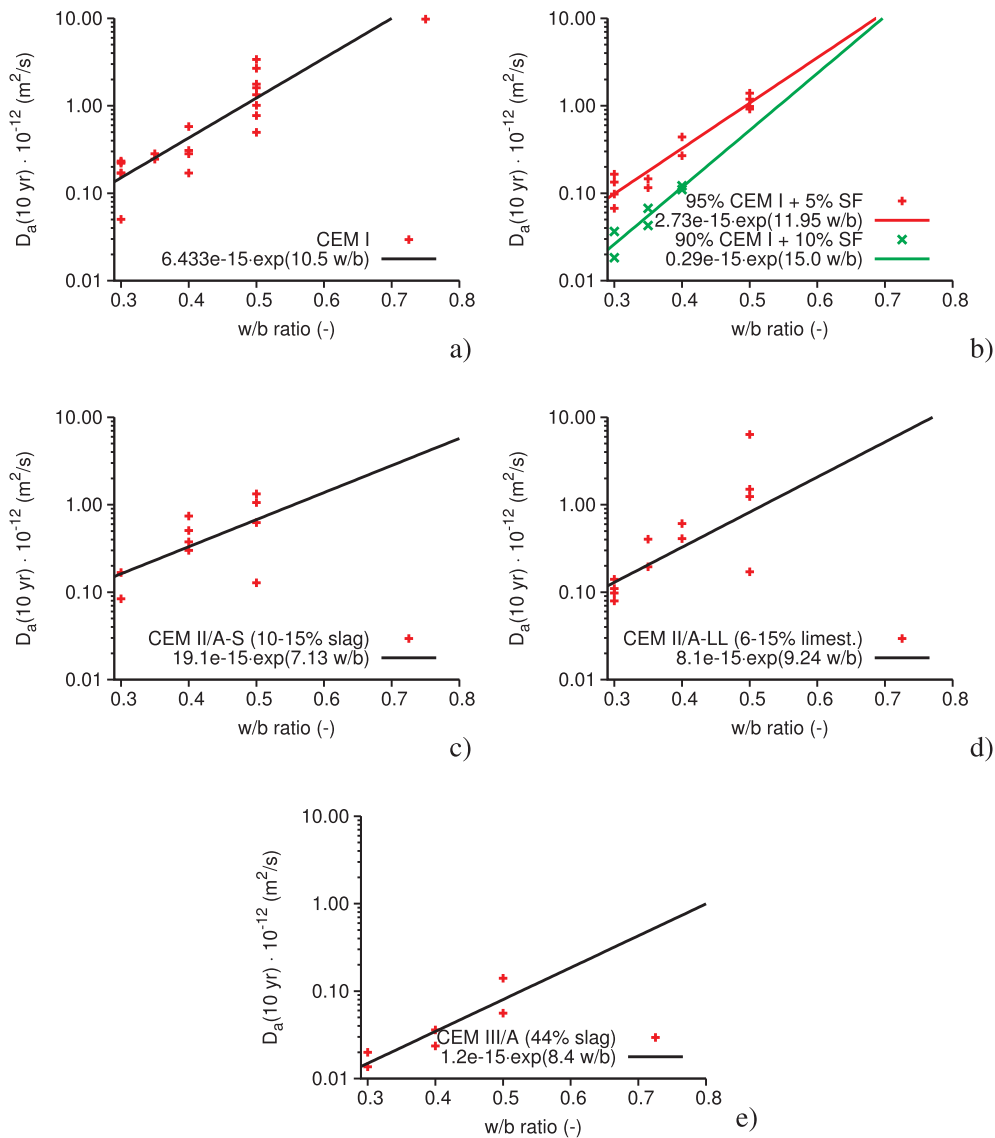 10.00
1.00
0.10
0.01
Da(10 yr) · 10-12 (m2/s)
CEM I
6.433e-15·exp(10.5 w/b)
0.3 0.4 0.5 0.6 0.7 0.8
w/b ratio (-)
a)
10.00
1.00
0.10
0.01
Da(10 yr) · 10-12 (m2/s)
95% CEM I + 5% SF
2.73e-15·exp(11.95 w/b)
90% CEM I + 10% SF
0.29e-15·exp(15.0 w/b)
0.3 0.4 0.5 0.6 0.7 0.8
w/b ratio (-)
b)
10.00
1.00
0.10
0.01
Da(10 yr) · 10-12 (m2/s)
CEM II/A-S (10-15% slag)
19.1e-15·exp(7.13 w/b)
0.3 0.4 0.5 0.6 0.7 0.8
w/b ratio (-)
c)
10.00
1.00
0.10
0.01
Da(10 yr) · 10-12 (m2/s)
CEM II/A-LL (6-15% limest.)
8.1e-15·exp(9.24 w/b)
0.3 0.4 0.5 0.6 0.7 0.8
w/b ratio (-)
d)
10.00
1.00
0.10
0.01
Da(10 yr) · 10-12 (m2/s)
CEM III/A (44% slag)
1.2e-15·exp(8.4 w/b)
0.3 0.4 0.5 0.6 0.7 0.8
w/b ratio (-)
e)